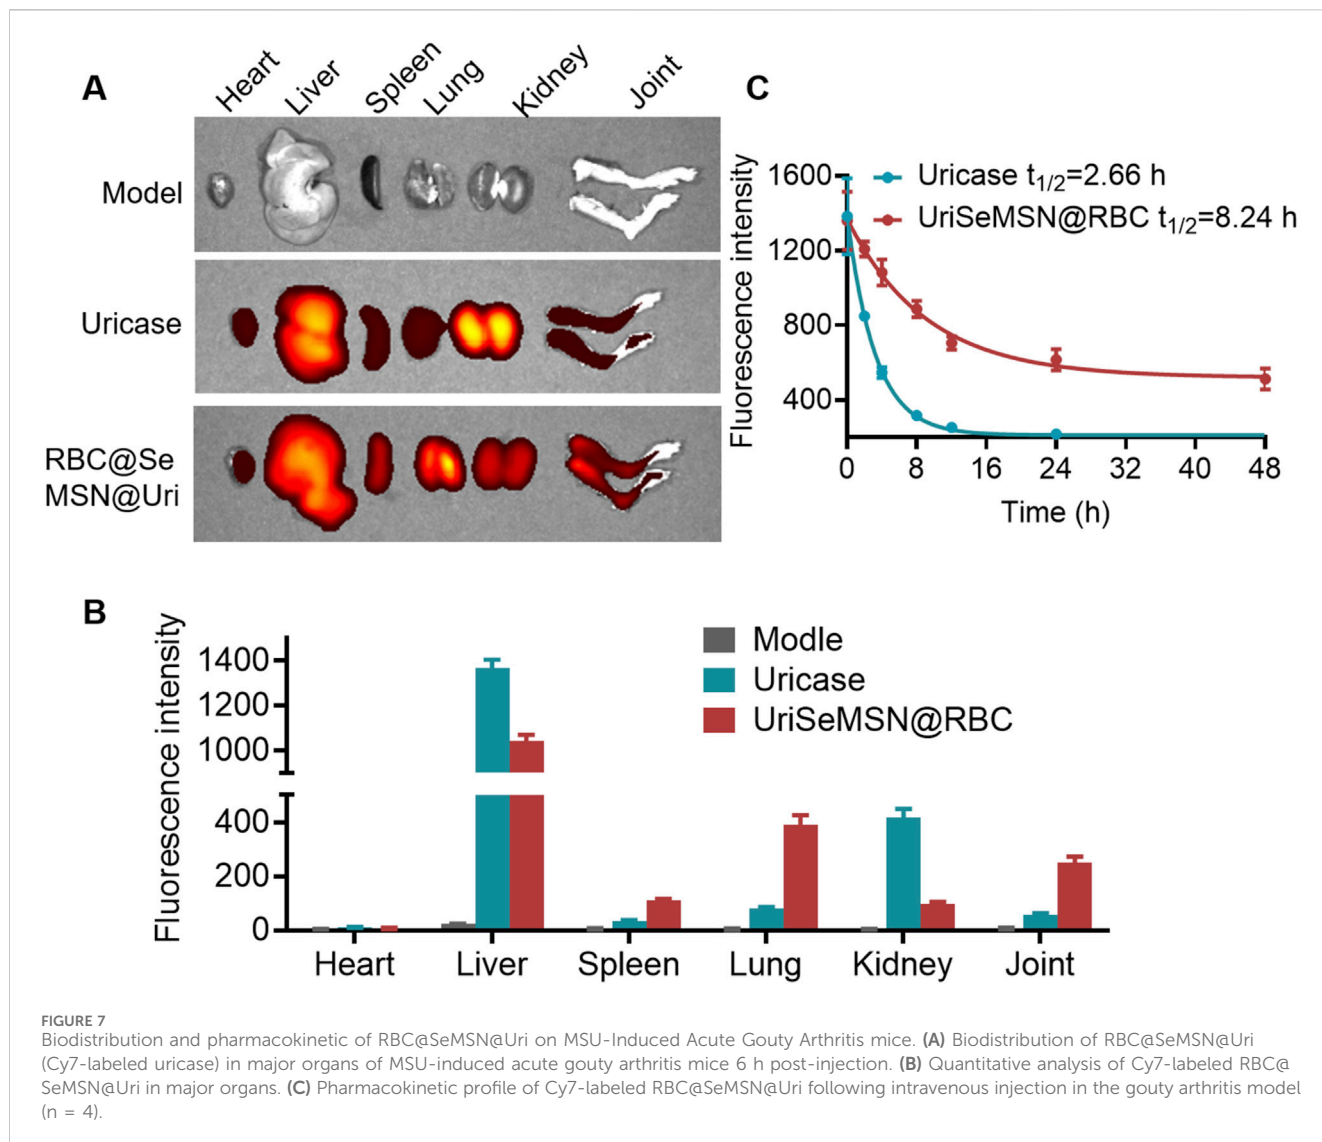 A
Heart
Liver
Spleen
Lung
Kidney
Joint
Model
Uricase
RBC@Se
MSN@Uri
C
Fluorescence intensity
1600
1200
800
400
Uricase t1/2=2.66 h
UriSeMSN@RBC t1/2=8.24 h
0 8 16 24 32 40 48
Time (h)
B
Fluorescence intensity
1400
1200
1000
400
200
0
Modle
Uricase
UriSeMSN@RBC
Heart Liver Spleen Lung Kidney Joint
FIGURE 7
Biodistribution and pharmacokinetic of RBC@SeMSN@Uri on MSU-Induced Acute Gouty Arthritis mice. (A) Biodistribution of RBC@SeMSN@Uri
(Cy7-labeled uricase) in major organs of MSU-induced acute gouty arthritis mice 6 h post-injection. (B) Quantitative analysis of Cy7-labeled RBC@
SeMSN@Uri in major organs. (C) Pharmacokinetic profile of Cy7-labeled RBC@SeMSN@Uri following intravenous injection in the gouty arthritis model
(n = 4).